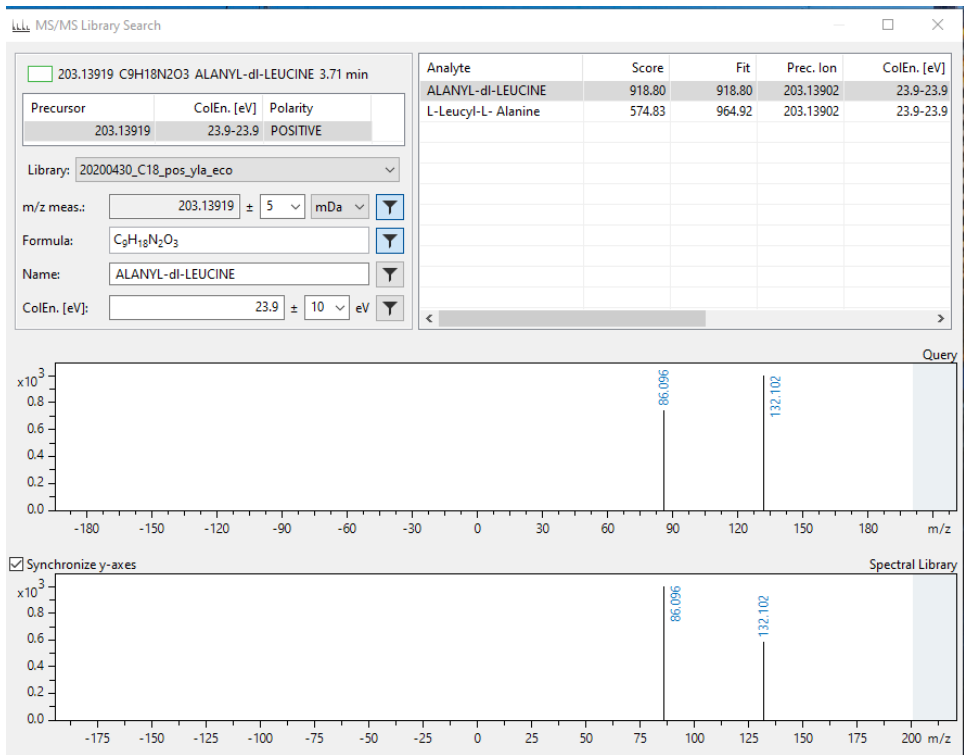 MS/MS Library Search
203.13919 C9H18N2O3 ALANYL-dl-LEUCINE 3.71 min
Precursor ColEn. [eV] Polarity
203.13919 23.9-23.9 POSITIVE
Library: 20200430_C18_pos_yla_eco
m/z meas.: 203.13919 ± 5 mDa
Formula: C₉H₁₈N₂O₃
Name: ALANYL-dl-LEUCINE
ColEn. [eV]: 23.9 ± 10 eV
Analyte Score Fit Prec. Ion ColEn. [eV]
ALANYL-dl-LEUCINE 918.80 918.80 203.13902 23.9-23.9
L-Leucyl-L- Alanine 574.83 964.92 203.13902 23.9-23.9
Query
x10³
0.8
0.6
0.4
0.2
0.0
86.096
132.102
-180 -150 -120 -90 -60 -30 0 30 60 90 120 150 180 m/z
Synchronize y-axes Spectral Library
x10³
0.8
0.6
0.4
0.2
0.0
86.096
132.102
-175 -150 -125 -100 -75 -50 -25 0 25 50 75 100 125 150 175 200 m/z